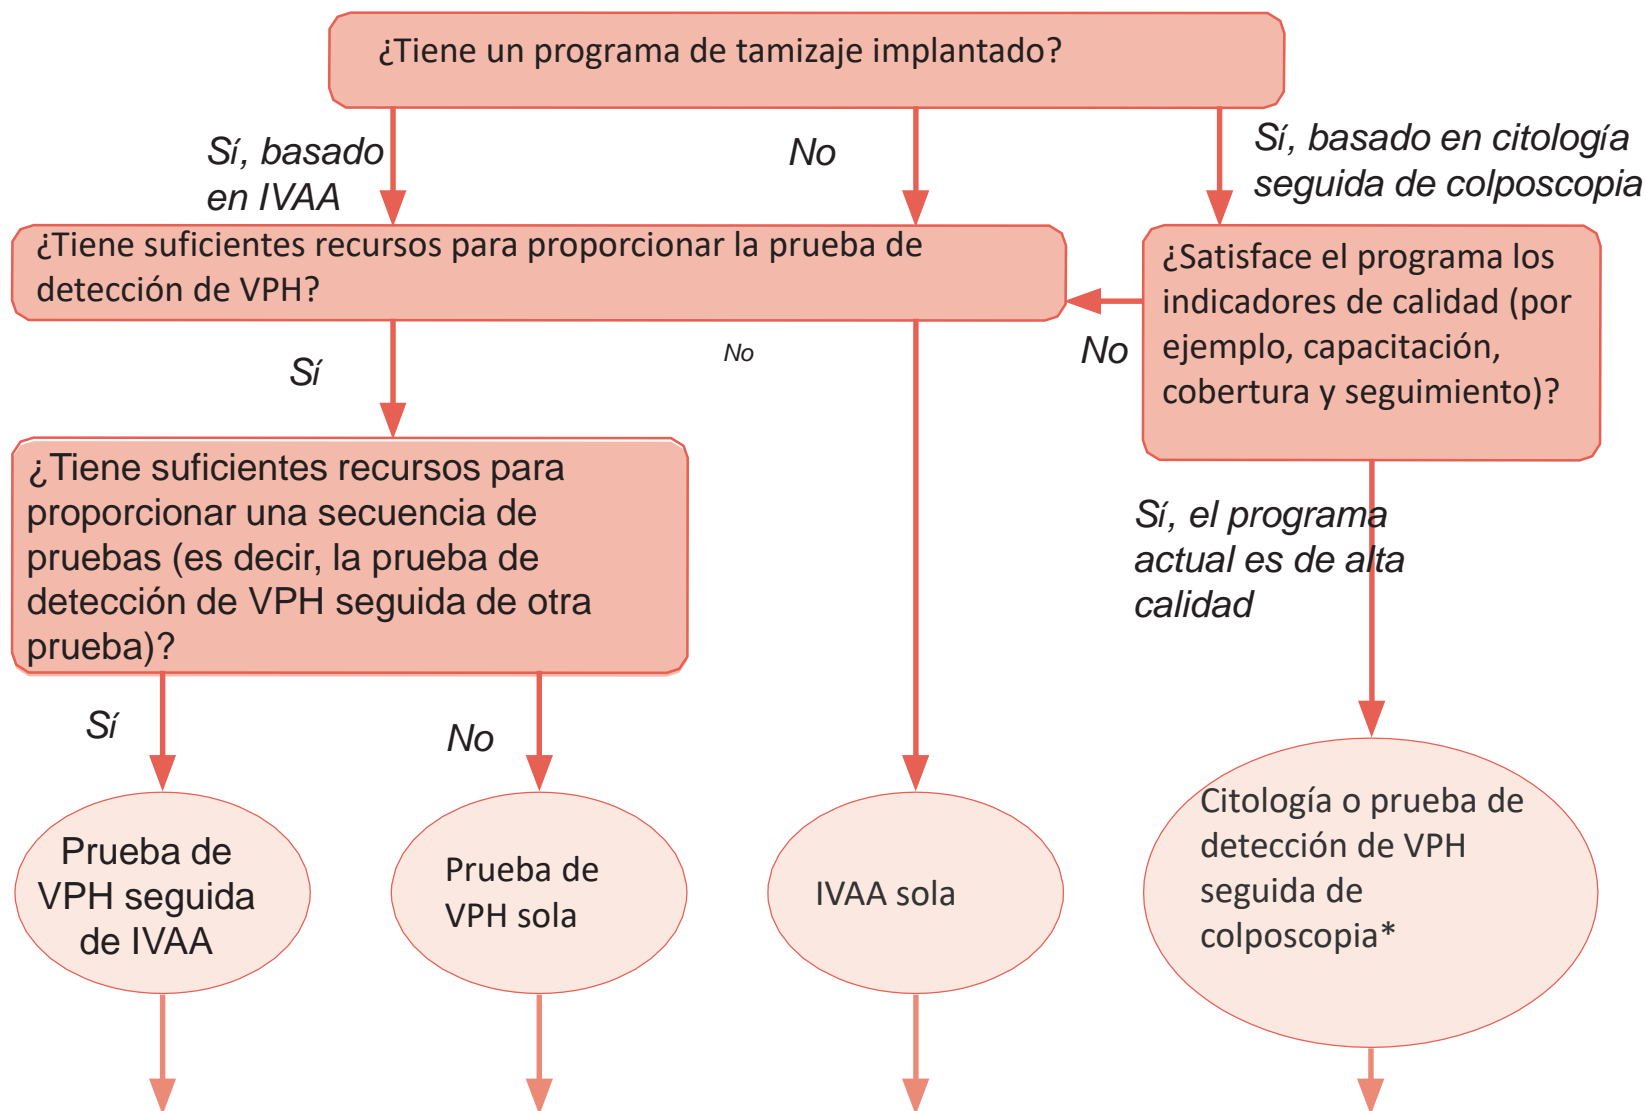 ¿Tiene un programa de tamizaje implantado?
Sí, basado
en IVAA
No
Sí, basado en citología
seguida de colposcopia
¿Tiene suficientes recursos para proporcionar la prueba de
detección de VPH?
¿Satisface el programa los
indicadores de calidad (por
ejemplo, capacitación,
cobertura y seguimiento)?
Sí
No
No
¿Tiene suficientes recursos para
proporcionar una secuencia de
pruebas (es decir, la prueba de
detección de VPH seguida de otra
prueba)?
Sí, el programa
actual es de alta
calidad
Sí
No
Prueba de
VPH seguida
de IVAA
Prueba de
VPH sola
IVAA sola
Citología o prueba de
detección de VPH
seguida de
colposcopia*